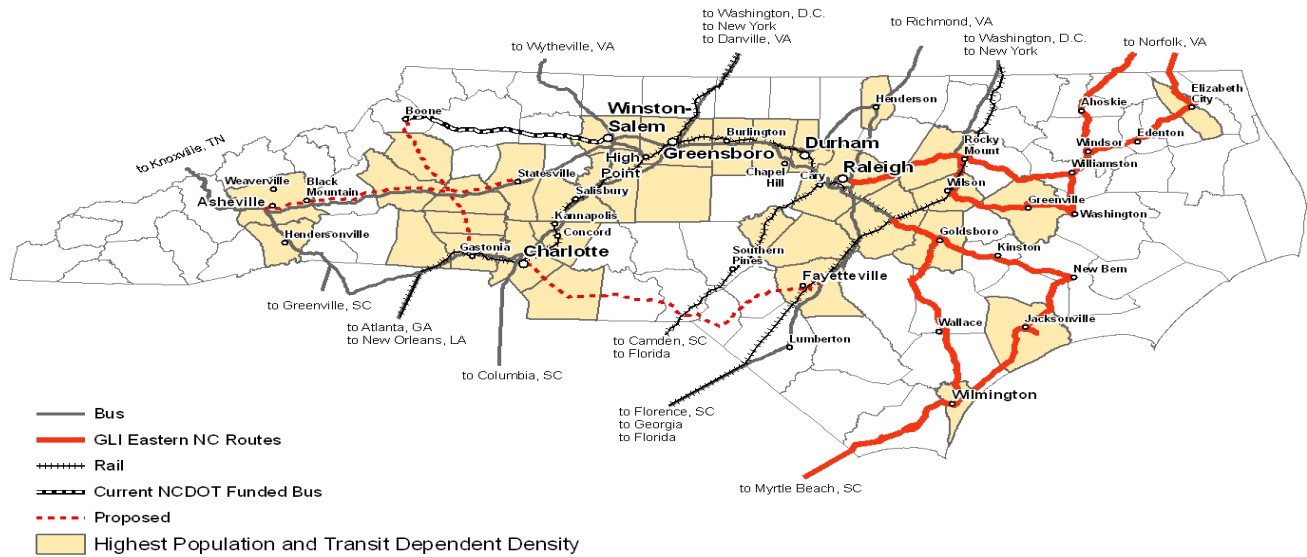 to Washington, D.C.
to New York
to Danville, VA
to Richmond, VA
to Washington, D.C.
to New York
to Norfolk, VA
to Wytheville, VA
to Knoxville, TN
Boone
Winston-
Salem
Greensboro
High
Point
Burlington
Durham
Chapel
Hill
Cary
Raleigh
Henderson
Rocky
Mount
Wilson
Ahoskie
Elizabeth
City
Windsor
Edenton
Williamston
Greenville
Washington
Weaverville
Black
Mountain
Asheville
Hendersonville
Statesville
Salisbury
Kannapolis
Concord
Gastonia
Charlotte
Southern
Pines
Fayetteville
Goldsboro
Kinston
New Bern
Jacksonville
Wallace
Lumberton
Wilmington
to Greenville, SC
to Atlanta, GA
to New Orleans, LA
to Columbia, SC
to Camden, SC
to Florida
to Florence, SC
to Georgia
to Florida
to Myrtle Beach, SC
Bus
GLI Eastern NC Routes
Rail
Current NCDOT Funded Bus
Proposed
Highest Population and Transit Dependent Density